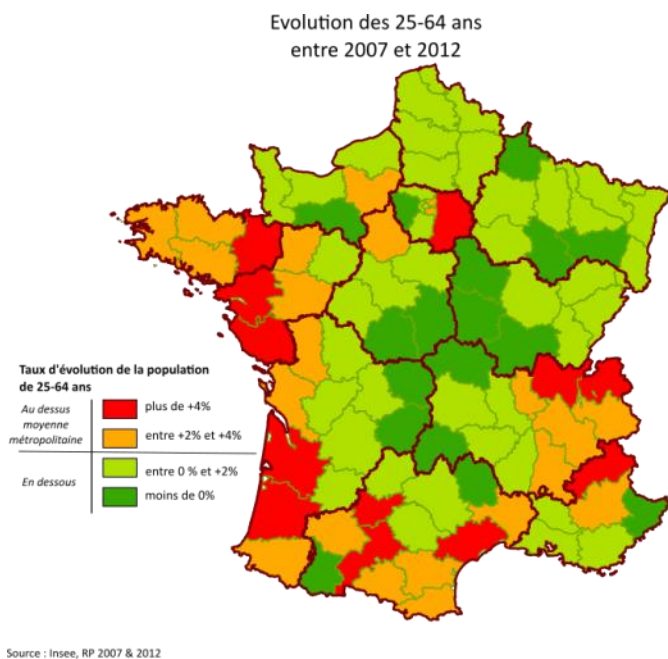 Evolution des 25-64 ans
entre 2007 et 2012
Taux d'évolution de la population
de 25-64 ans
Au dessus
moyenne
métropolitaine
plus de +4%
entre +2% et +4%
En dessous
entre 0 % et +2%
moins de 0%
Source : Insee, RP 2007 & 2012